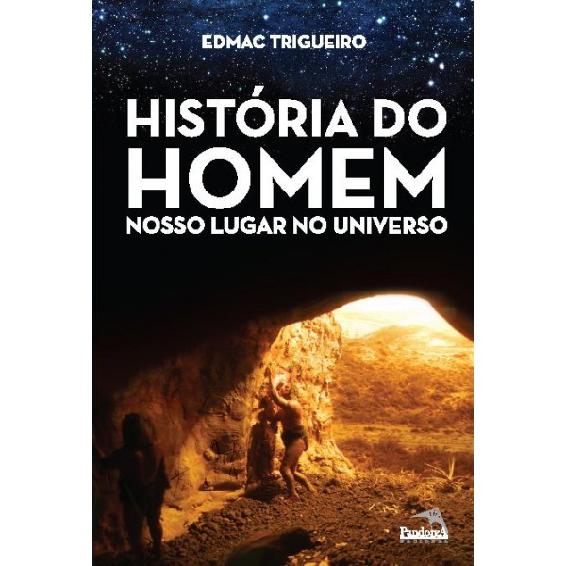 EDMAC TRIGUEIRO
HISTÓRIA DO
HOMEM
NOSSO LUGAR NO UNIVERSO
PandorgA